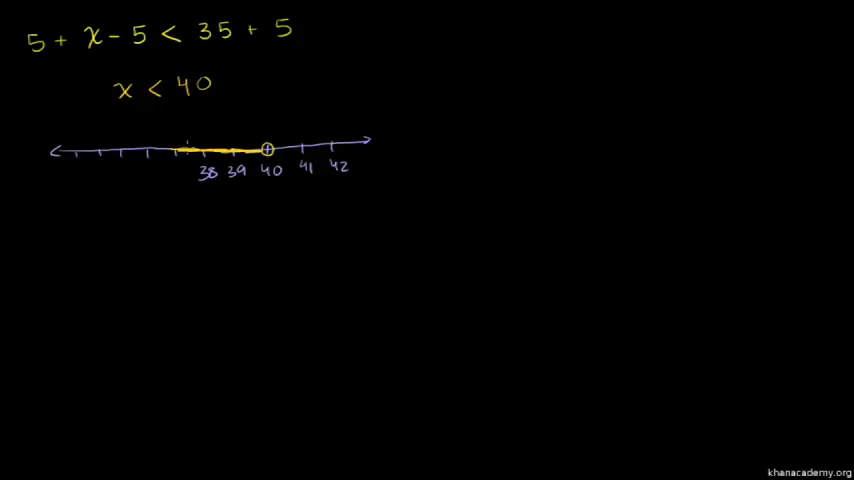 5 + x - 5 < 35 + 5
x < 40
38 39 40 41 42
khanacademy.org